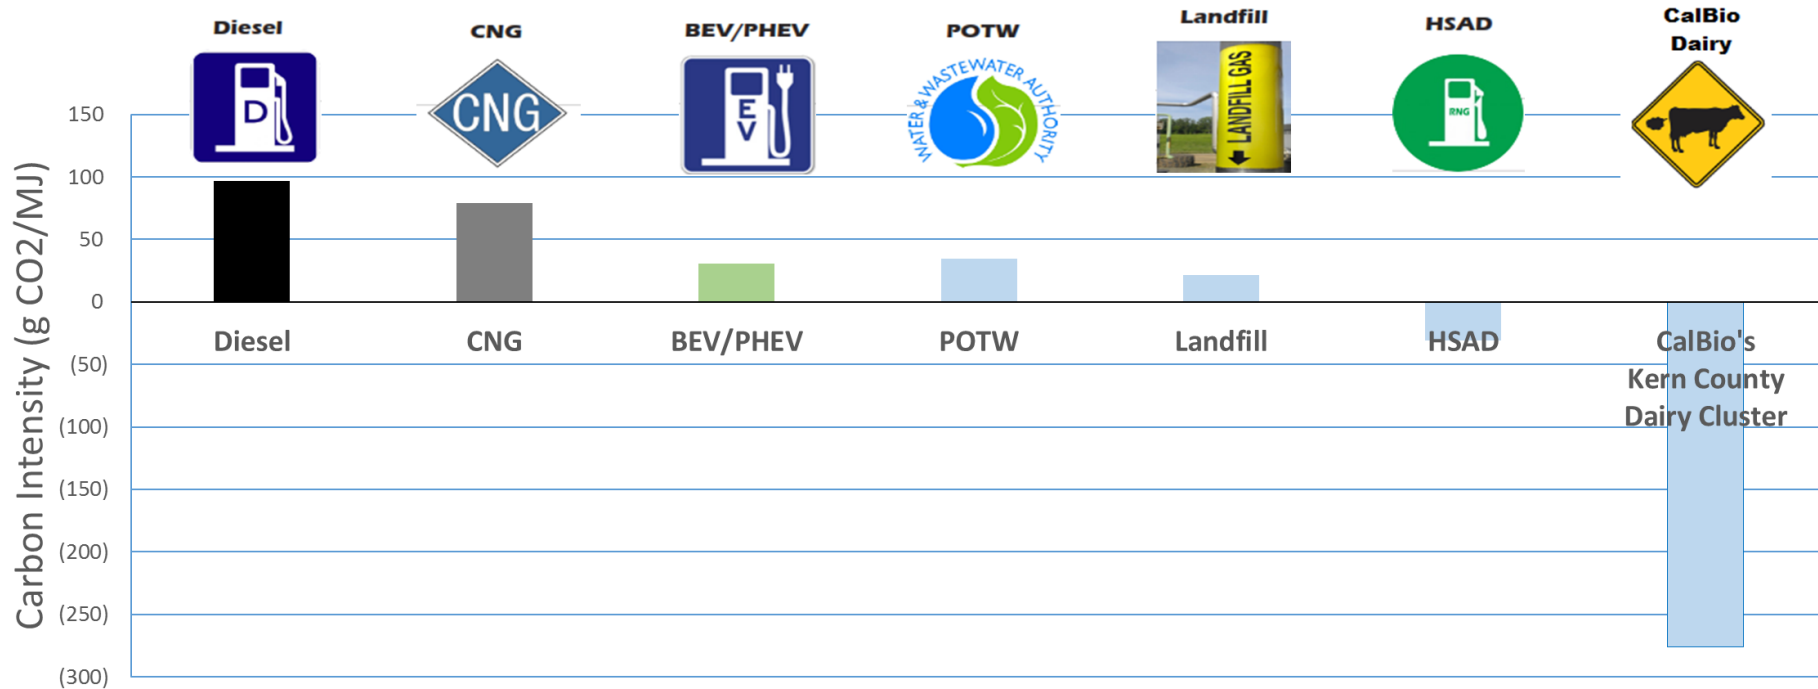 Diesel
CNG
BEV/PHEV
POTW
Landfill
HSAD
CalBio
Dairy
D
CNG
EV
WATER & WASTEWATER AUTHORITY
LANDFILL GAS
RNG
Carbon Intensity (g CO2/MJ)
150
100
50
0
(50)
(100)
(150)
(200)
(250)
(300)
Diesel
CNG
BEV/PHEV
POTW
Landfill
HSAD
CalBio's
Kern County
Dairy Cluster